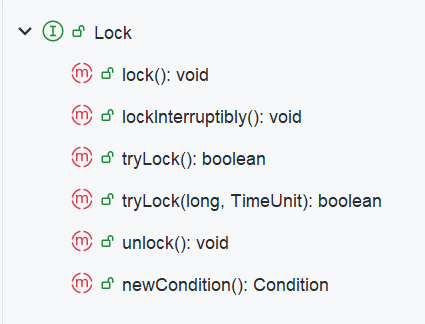 Lock
lock(): void
lockInterruptibly(): void
tryLock(): boolean
tryLock(long, TimeUnit): boolean
unlock(): void
newCondition(): Condition